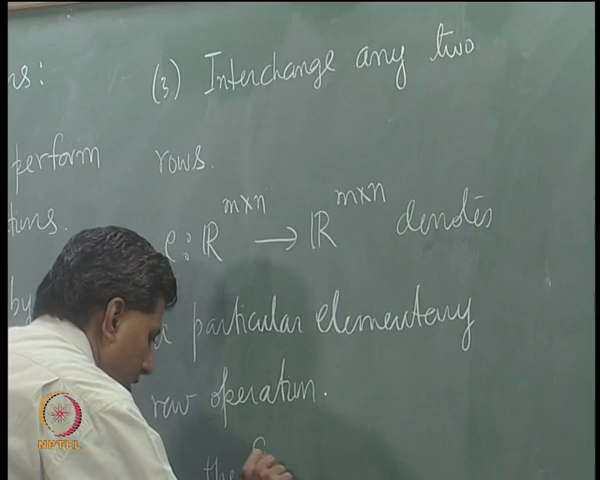 ns:
(3) Interchange any two
perform rows.
tions.
e: ℝ^{m×n} → ℝ^{m×n} denotes
by a particular elementary
row operation.
the
NPTEL